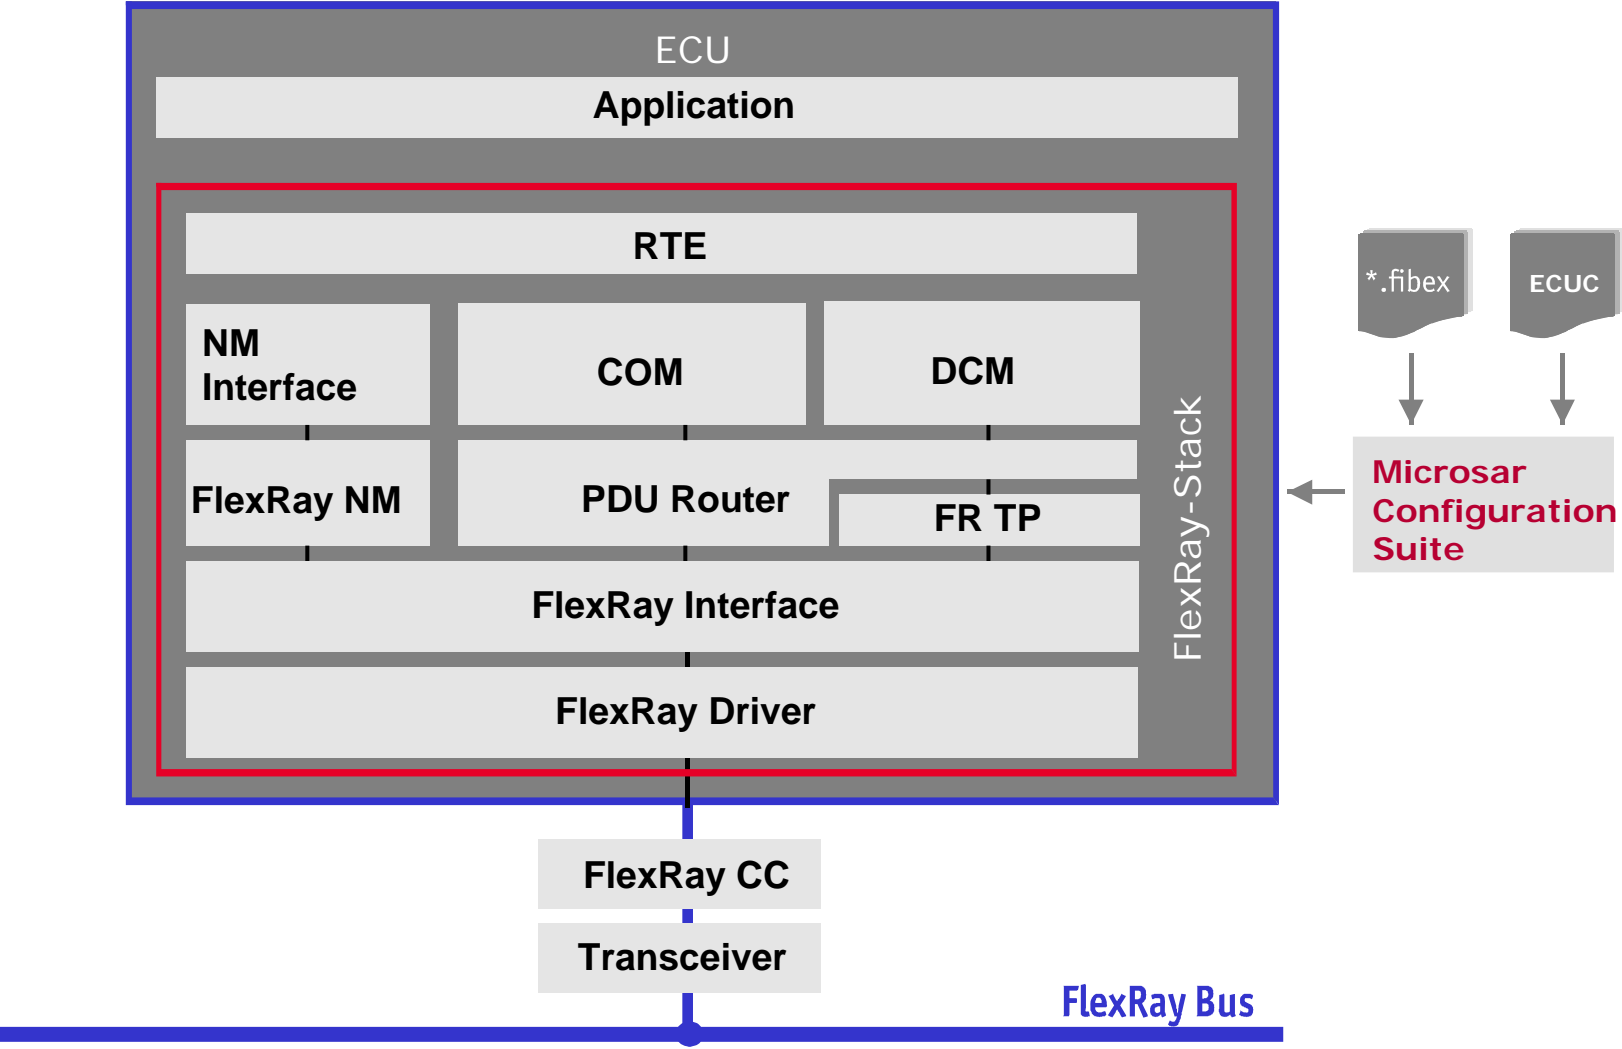 ECU
Application
RTE
NM
Interface
COM
DCM
FlexRay NM
PDU Router
FR TP
FlexRay Interface
FlexRay Driver
FlexRay-Stack
*.fibex
ECUC
Microsar
Configuration
Suite
FlexRay CC
Transceiver
FlexRay Bus